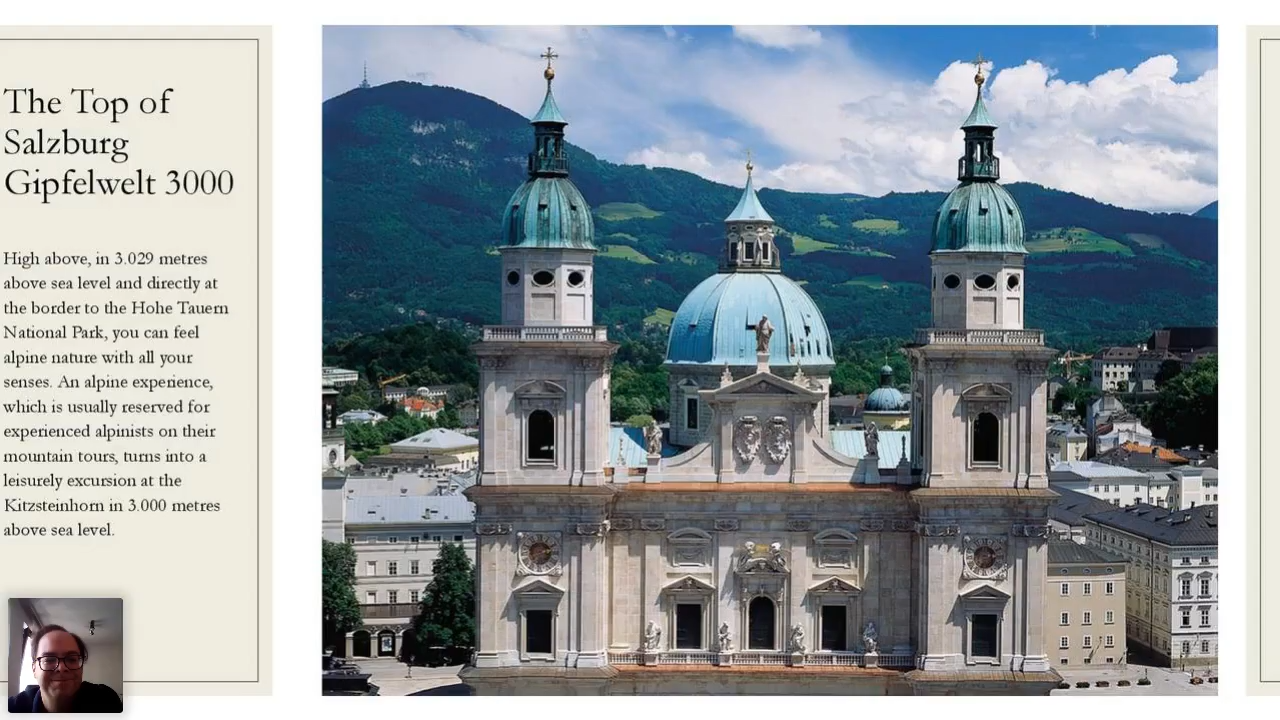 The Top of
Salzburg
Gipfelwelt 3000
High above, in 3.029 metres
above sea level and directly at
the border to the Hohe Tauern
National Park, you can feel
alpine nature with all your
senses. An alpine experience,
which is usually reserved for
experienced alpinists on their
mountain tours, turns into a
leisurely excursion at the
Kitzsteinhorn in 3.000 metres
above sea level.